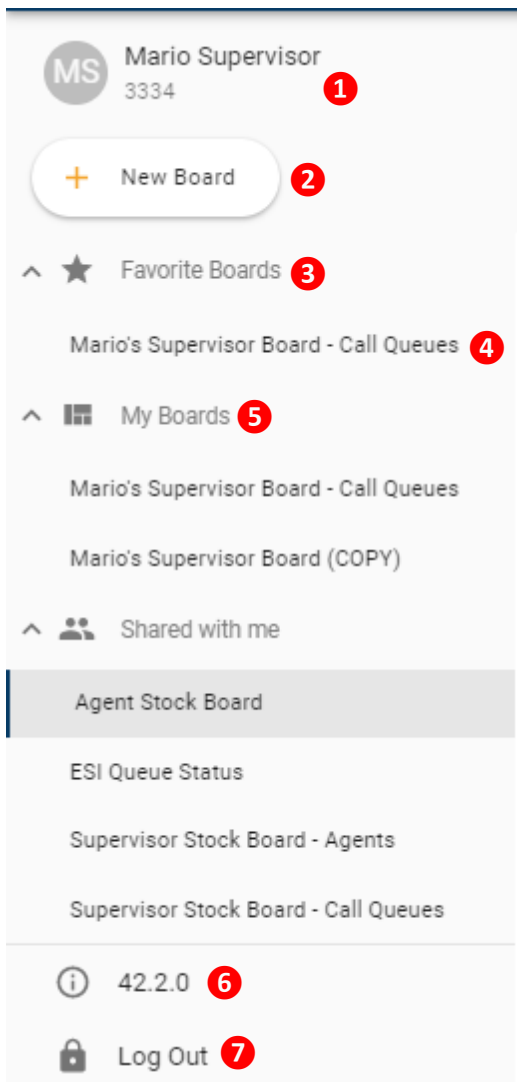 MS
Mario Supervisor
3334
1
+ New Board 2
Favorite Boards 3
Mario's Supervisor Board - Call Queues 4
My Boards 5
Mario's Supervisor Board - Call Queues
Mario's Supervisor Board (COPY)
Shared with me
Agent Stock Board
ESI Queue Status
Supervisor Stock Board - Agents
Supervisor Stock Board - Call Queues
42.2.0 6
Log Out 7